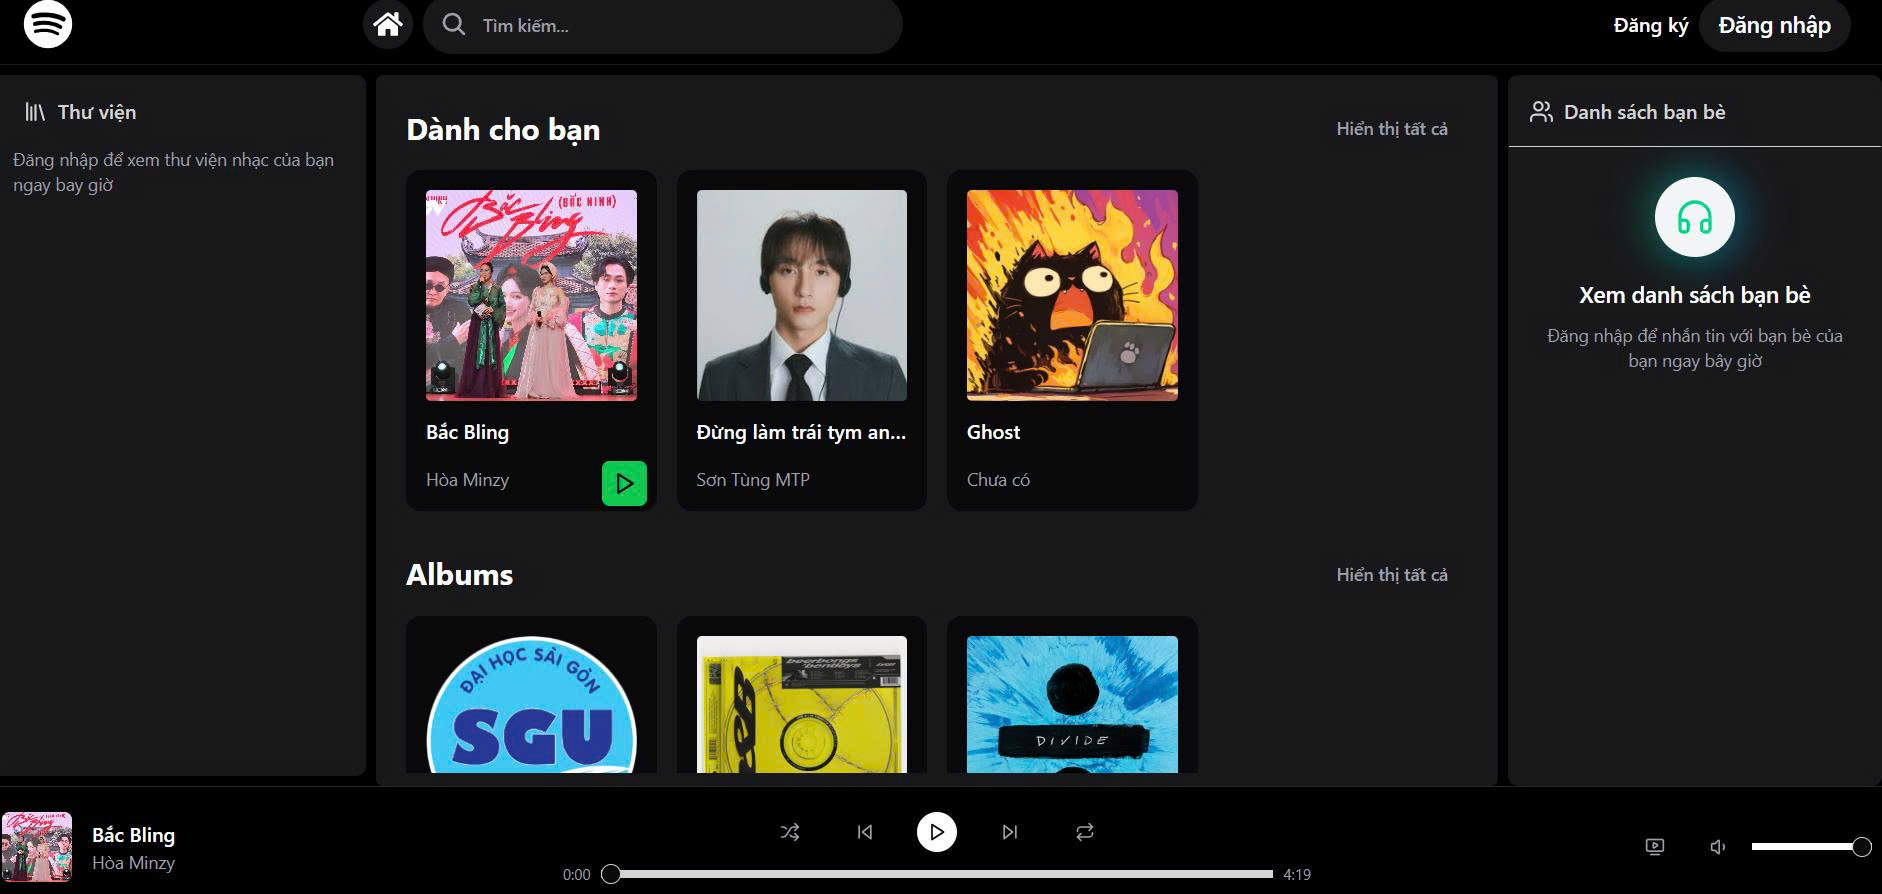 Tìm kiếm...
Đăng ký
Đăng nhập
Thư viện
Đăng nhập để xem thư viện nhạc của bạn
ngay bay giờ
Dành cho bạn
Hiển thị tất cả
Bắc Bling
(BẮC NINH)
Bắc Bling
Hòa Minzy
Đừng làm trái tym an...
Sơn Tùng MTP
Ghost
Chưa có
Albums
Hiển thị tất cả
ĐẠI HỌC SÀI GÒN
SGU
beerbongs
bentleys
DIVIDE
Danh sách bạn bè
Xem danh sách bạn bè
Đăng nhập để nhắn tin với bạn bè của
bạn ngay bây giờ
Bắc Bling
Hòa Minzy
0:00
4:19